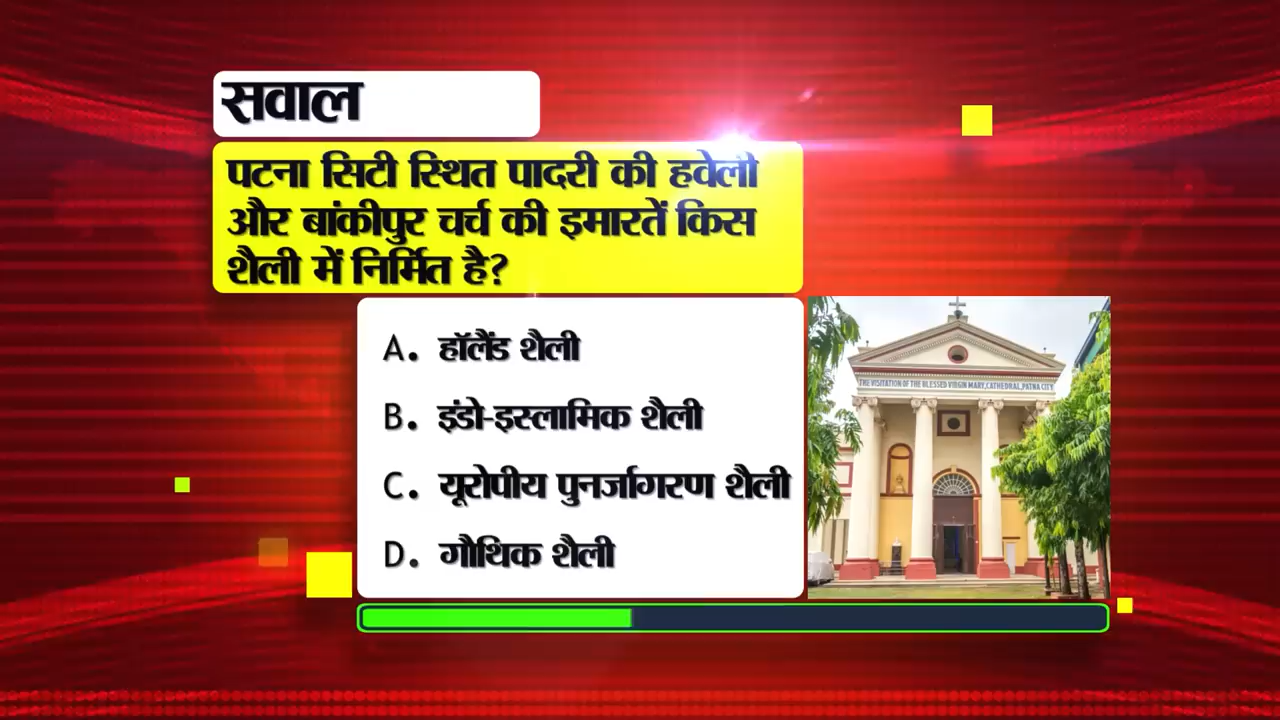 सवाल
पटना सिटी स्थित पादरी की हवेली
और बांकीपुर चर्च की इमारतें किस
शैली में निर्मित है?
A. हॉलैंड शैली
B. इंडो-इस्लामिक शैली
C. यूरोपीय पुनर्जागरण शैली
D. गौथिक शैली
THE VISITATION OF THE BLESSED VIRGIN MARY, CATHEDRAL, PATNA CITY